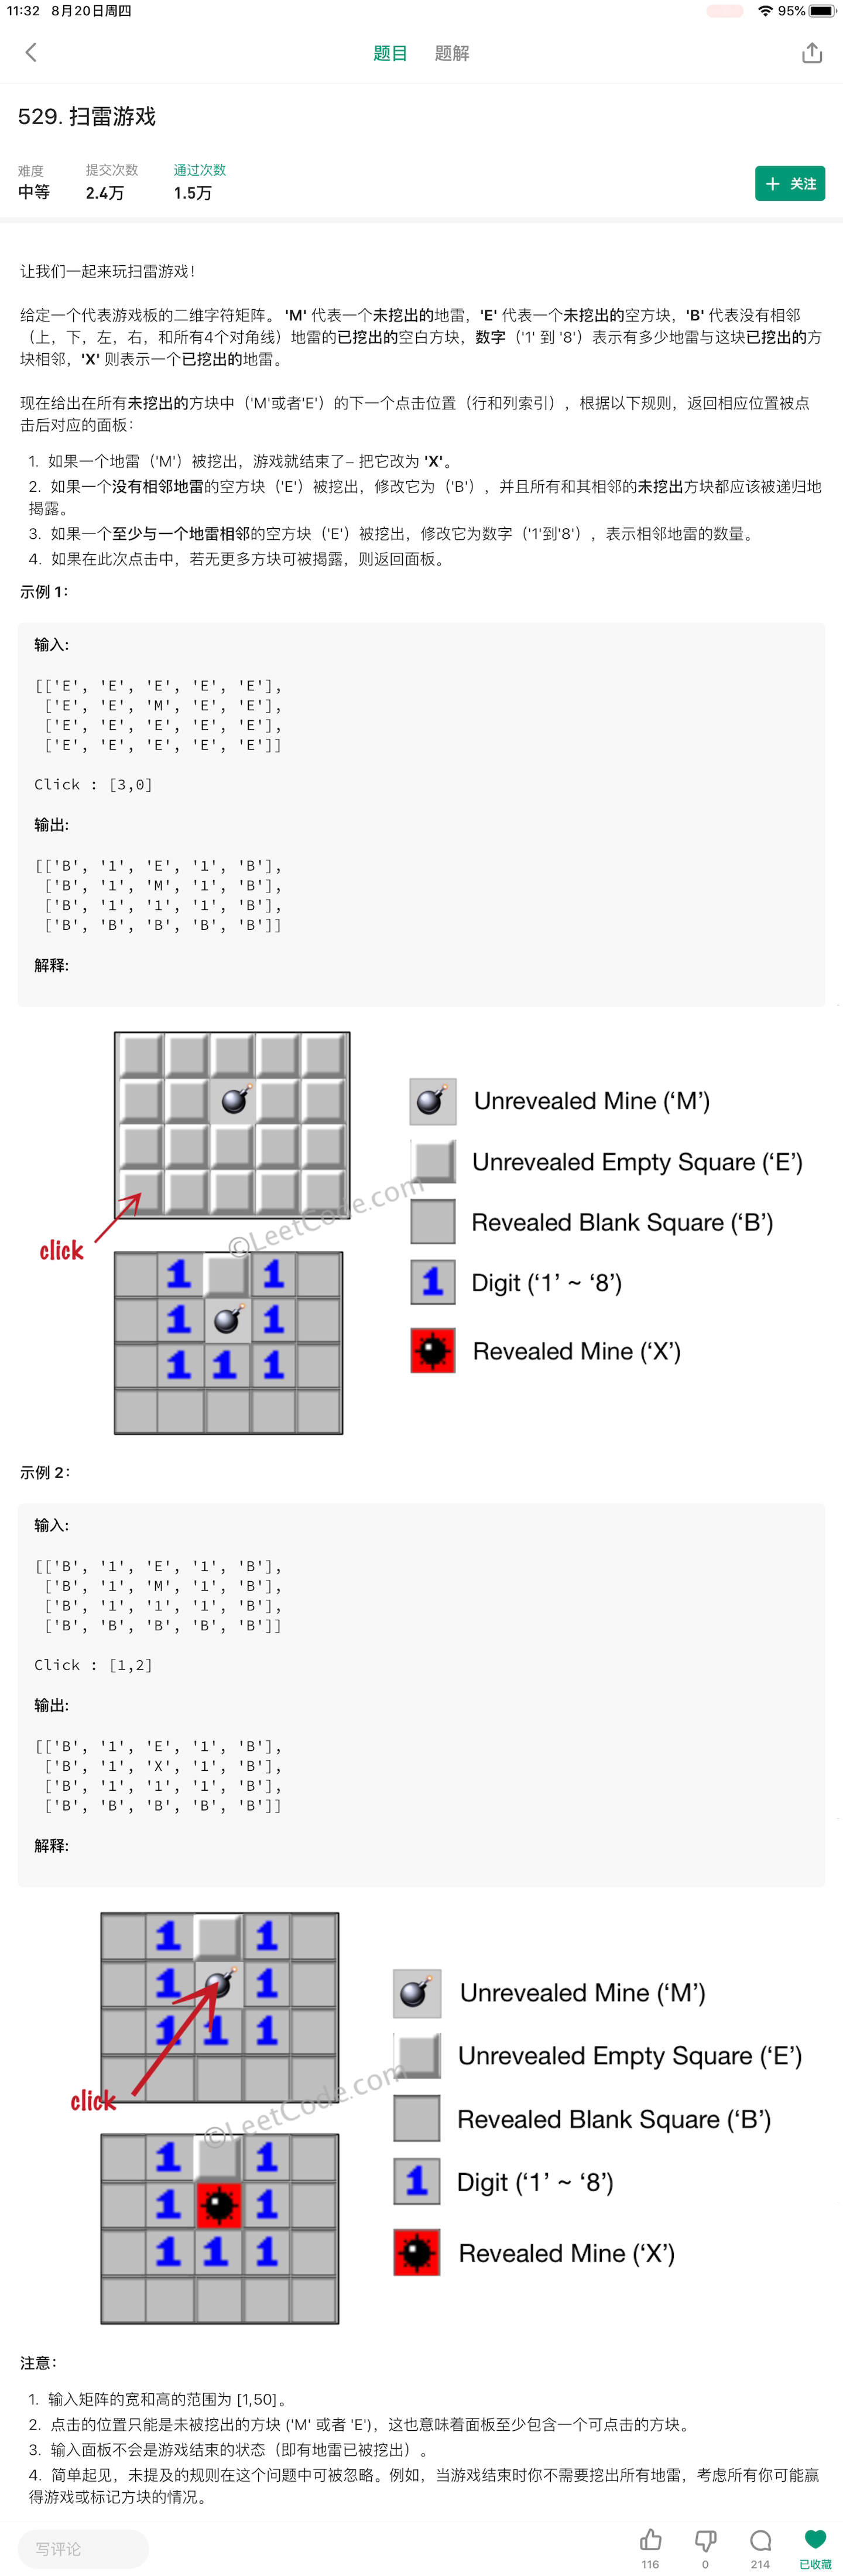 11:32 8月20日周四
95%
题目 题解
529. 扫雷游戏
难度 提交次数 通过次数
中等 2.4万 1.5万
+ 关注
让我们一起来玩扫雷游戏！
给定一个代表游戏板的二维字符矩阵。 'M' 代表一个未挖出的地雷，'E' 代表一个未挖出的空方块，'B' 代表没有相邻
（上，下，左，右，和所有4个对角线）地雷的已挖出的空白方块，数字（'1' 到 '8'）表示有多少地雷与这块已挖出的方
块相邻，'X' 则表示一个已挖出的地雷。
现在给出在所有未挖出的方块中（'M'或者'E'）的下一个点击位置（行和列索引），根据以下规则，返回相应位置被点
击后对应的面板：
1. 如果一个地雷（'M'）被挖出，游戏就结束了– 把它改为 'X'。
2. 如果一个没有相邻地雷的空方块（'E'）被挖出，修改它为（'B'），并且所有和其相邻的未挖出方块都应该被递归地
揭露。
3. 如果一个至少与一个地雷相邻的空方块（'E'）被挖出，修改它为数字（'1'到'8'），表示相邻地雷的数量。
4. 如果在此次点击中，若无更多方块可被揭露，则返回面板。
示例 1：
输入:
[['E', 'E', 'E', 'E', 'E'],
['E', 'E', 'M', 'E', 'E'],
['E', 'E', 'E', 'E', 'E'],
['E', 'E', 'E', 'E', 'E']]
Click : [3,0]
输出:
[['B', '1', 'E', '1', 'B'],
['B', '1', 'M', '1', 'B'],
['B', '1', '1', '1', 'B'],
['B', 'B', 'B', 'B', 'B']]
解释:
Unrevealed Mine (‘M’)
Unrevealed Empty Square (‘E’)
Revealed Blank Square (‘B’)
1 Digit (‘1’ ~ ‘8’)
Revealed Mine (‘X’)
click
©LeetCode.com
1 1
1 1
1 1 1
示例 2：
输入:
[['B', '1', 'E', '1', 'B'],
['B', '1', 'M', '1', 'B'],
['B', '1', '1', '1', 'B'],
['B', 'B', 'B', 'B', 'B']]
Click : [1,2]
输出:
[['B', '1', 'E', '1', 'B'],
['B', '1', 'X', '1', 'B'],
['B', '1', '1', '1', 'B'],
['B', 'B', 'B', 'B', 'B']]
解释:
1 1
1 1
1 1 1
click
©LeetCode.com
1 1
1 1
1 1 1
Unrevealed Mine (‘M’)
Unrevealed Empty Square (‘E’)
Revealed Blank Square (‘B’)
1 Digit (‘1’ ~ ‘8’)
Revealed Mine (‘X’)
注意：
1. 输入矩阵的宽和高的范围为 [1,50]。
2. 点击的位置只能是未被挖出的方块 ('M' 或者 'E')，这也意味着面板至少包含一个可点击的方块。
3. 输入面板不会是游戏结束的状态（即有地雷已被挖出）。
4. 简单起见，未提及的规则在这个问题中可被忽略。例如，当游戏结束时你不需要挖出所有地雷，考虑所有你可能赢
得游戏或标记方块的情况。
写评论
116 0 214 已收藏